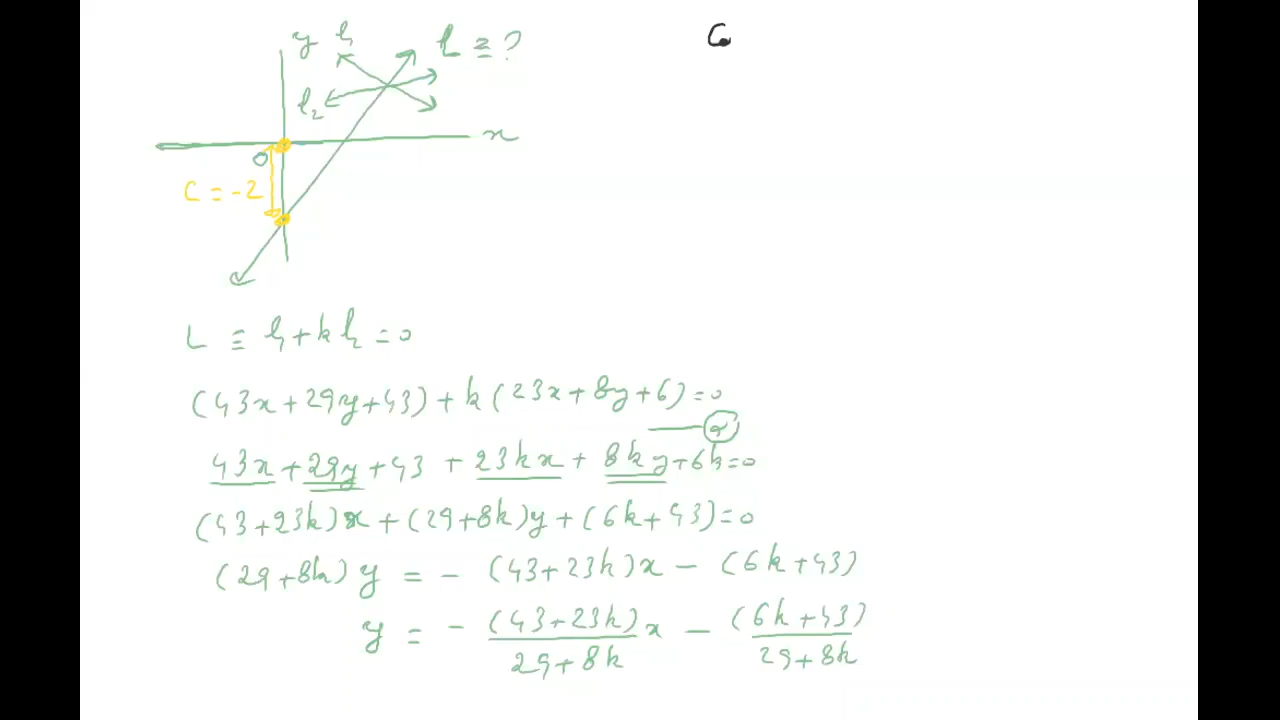 y l₁
L ≡ ?
l₂
x
O
C = -2
G
L ≡ l₁ + k l₂ = 0
(43x + 29y + 43) + k (23x + 8y + 6) = 0
43x + 29y + 43 + 23kx + 8ky + 6k = 0
(43 + 23k)x + (29 + 8k)y + (6k + 43) = 0
(29 + 8k) y = - (43 + 23k)x - (6k + 43)
y = - (43 + 23k)/(29 + 8k) x - (6k + 43)/(29 + 8k)